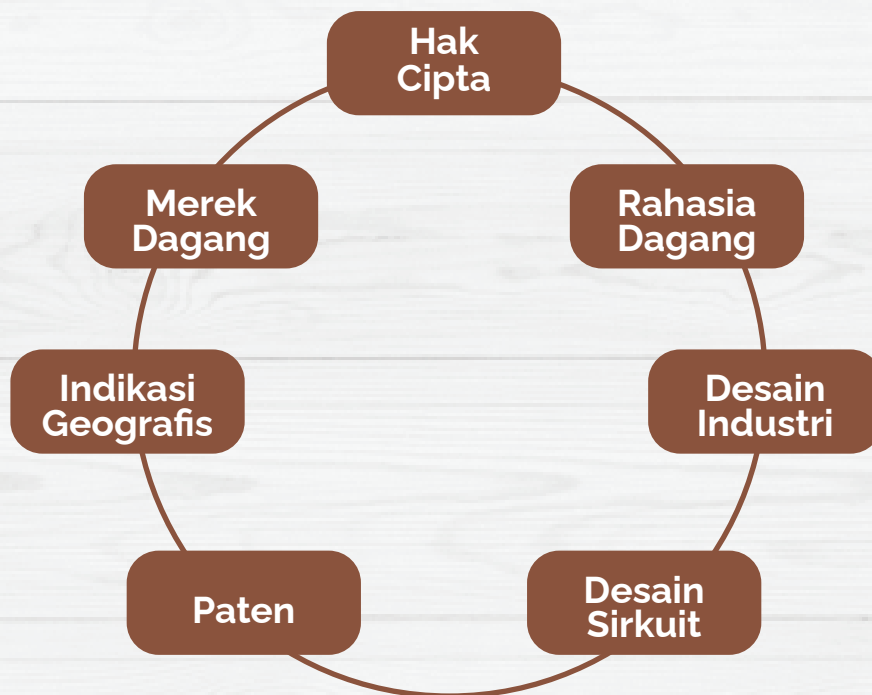 Hak
Cipta
Merek
Dagang
Rahasia
Dagang
Indikasi
Geografis
Desain
Industri
Paten
Desain
Sirkuit